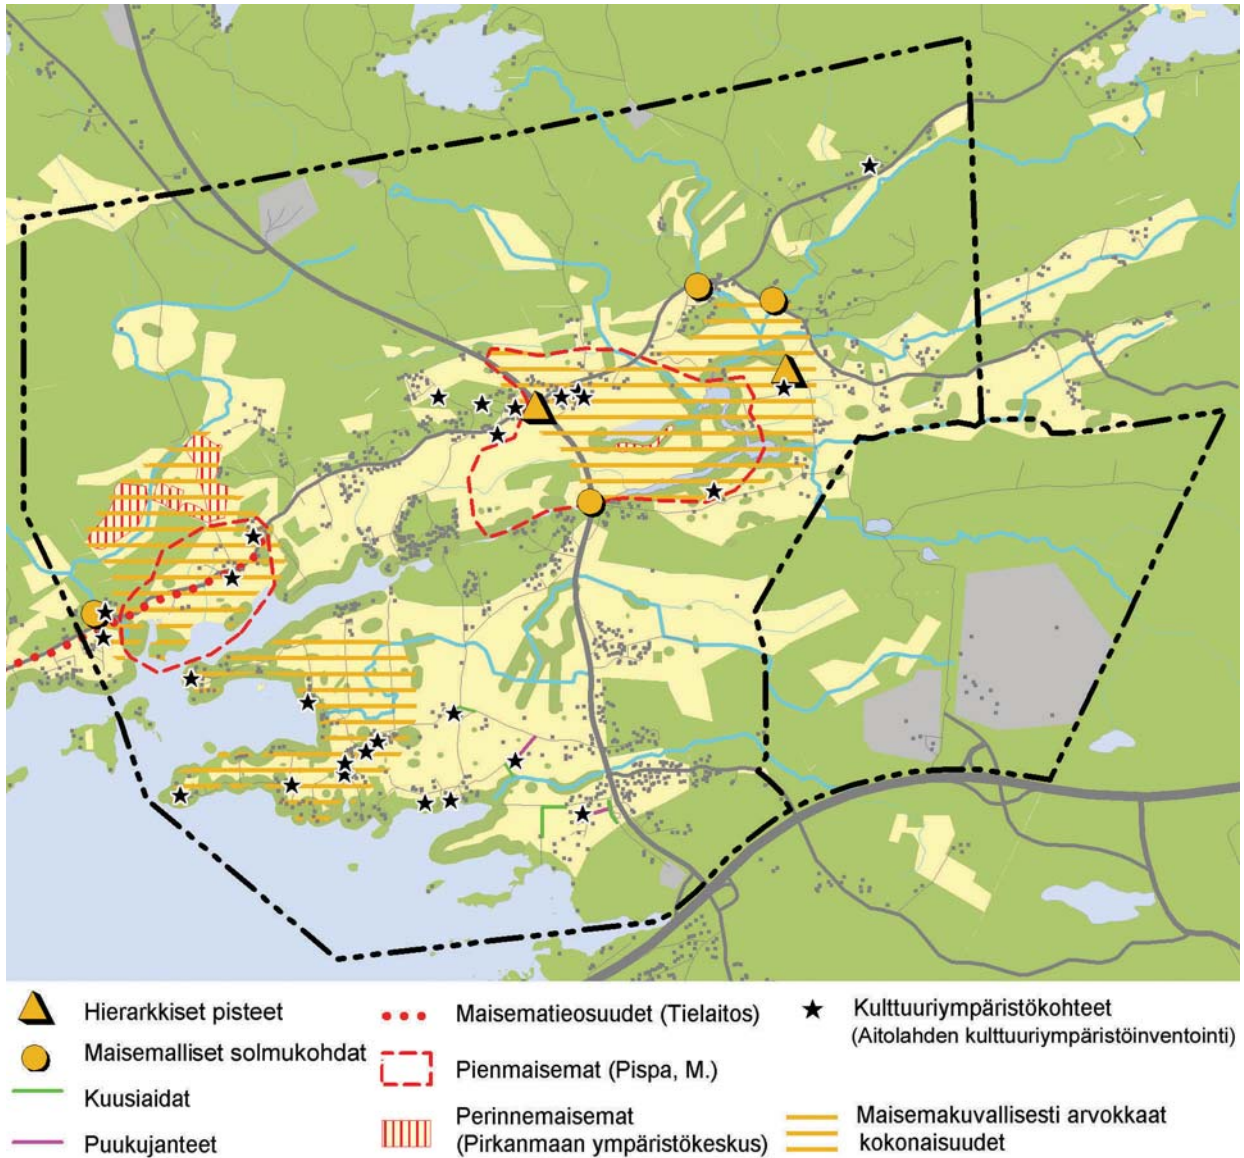 Hierarkkiset pisteet
Maisemalliset solmukohdat
Kuusiaidat
Puukujanteet
Maisematieosuudet (Tielaitos)
Pienmaisemat (Pispa, M.)
Perinnemaisemat
(Pirkanmaan ympäristökeskus)
Kulttuuriympäristökohteet
(Aitolahden kulttuuriympäristöinventointi)
Maisemakuvallisesti arvokkaat
kokonaisuudet